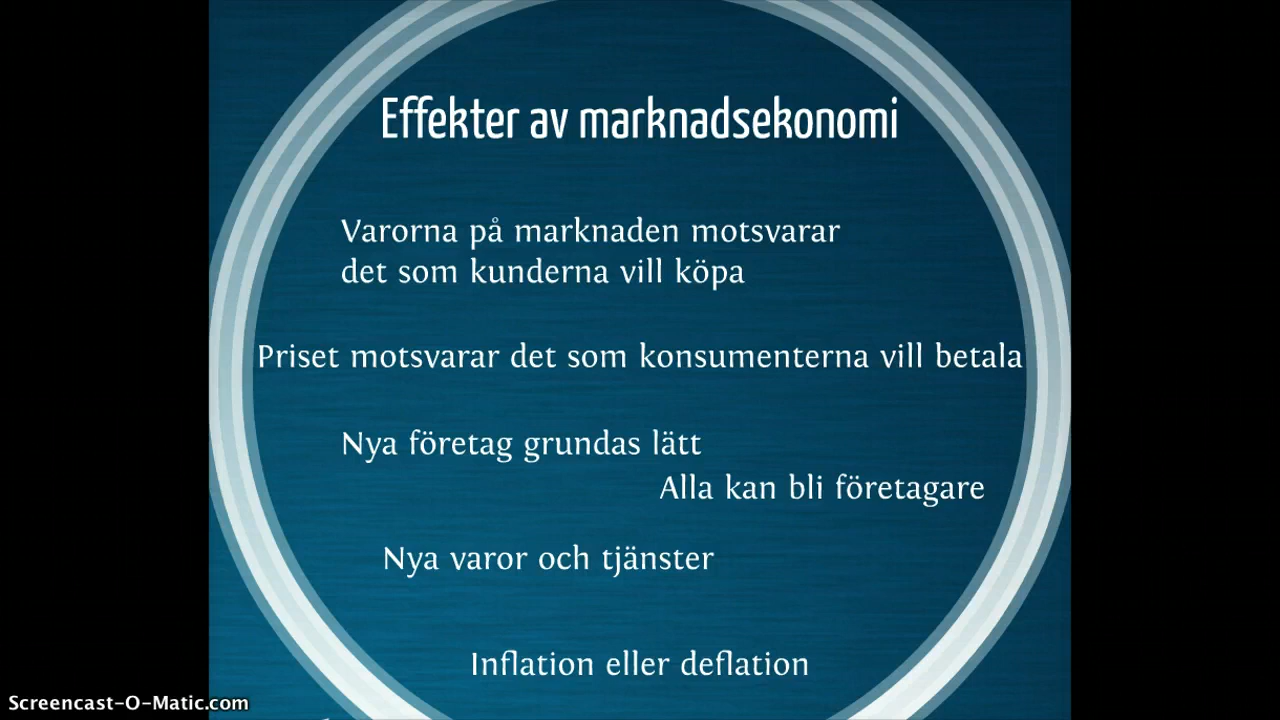 Effekter av marknadsekonomi
Varorna på marknaden motsvarar
det som kunderna vill köpa
Priset motsvarar det som konsumenterna vill betala
Nya företag grundas lätt
Alla kan bli företagare
Nya varor och tjänster
Inflation eller deflation
Screencast-O-Matic.com